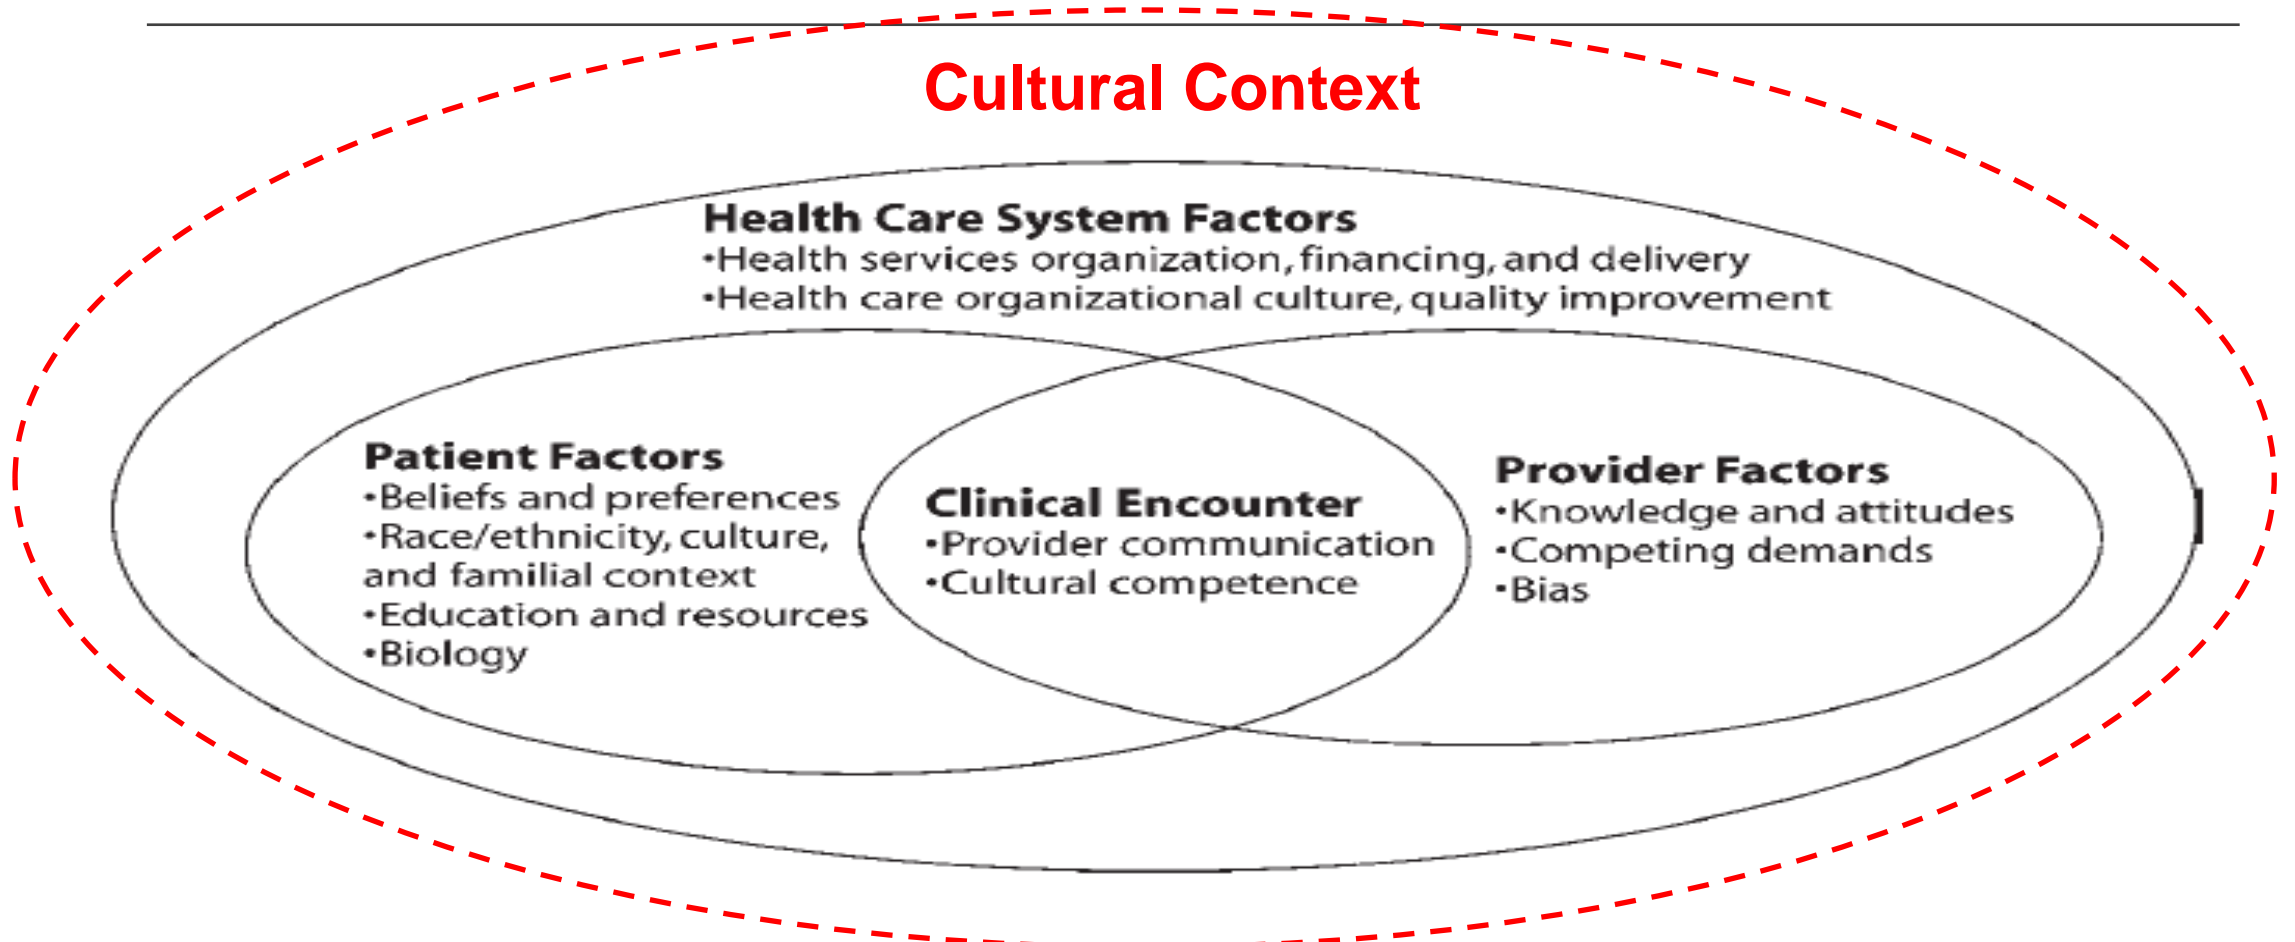 Cultural Context
Health Care System Factors
•Health services organization, financing, and delivery
•Health care organizational culture, quality improvement
Patient Factors
•Beliefs and preferences
•Race/ethnicity, culture,
and familial context
•Education and resources
•Biology
Clinical Encounter
•Provider communication
•Cultural competence
Provider Factors
•Knowledge and attitudes
•Competing demands
•Bias